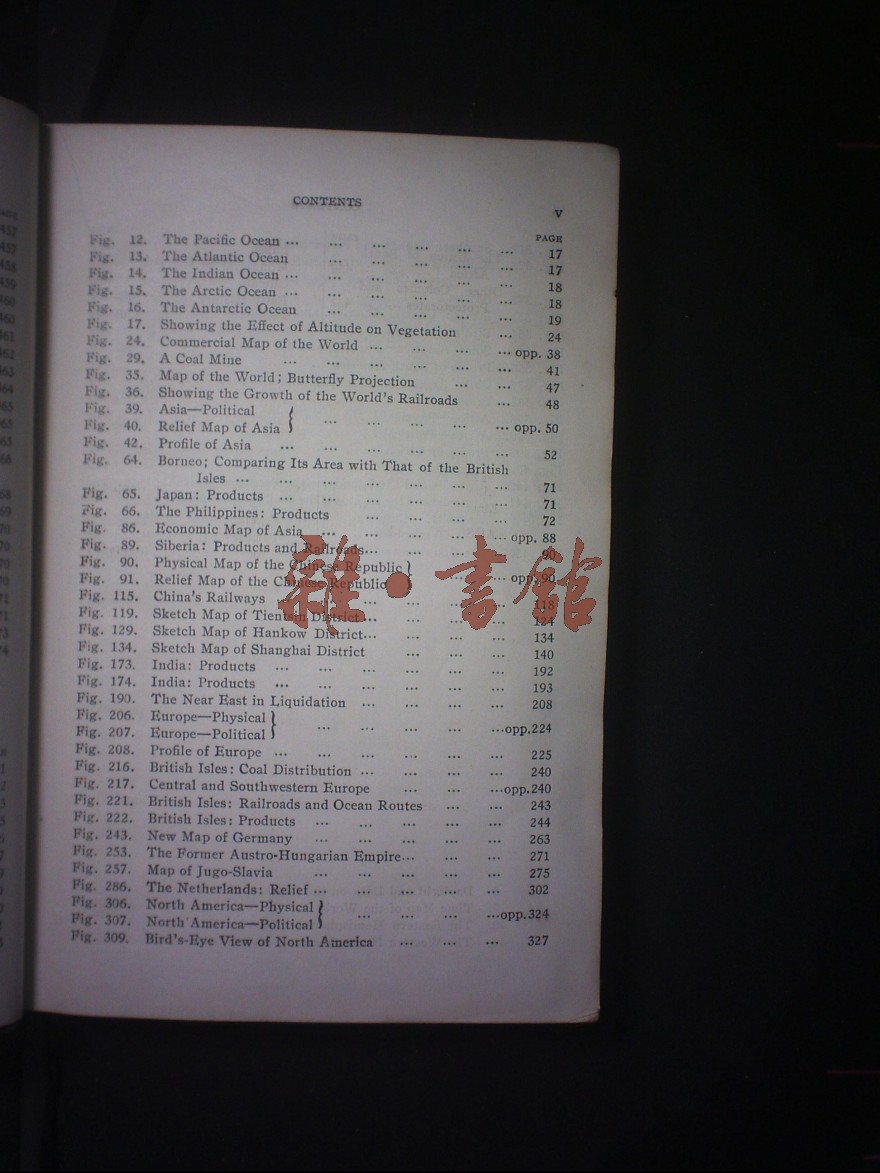 CONTENTS
v
PAGE
Fig. 12. The Pacific Ocean ... ... ... ... ... ... 17
Fig. 13. The Atlantic Ocean ... ... ... ... ... 17
Fig. 14. The Indian Ocean ... ... ... ... ... ... 18
Fig. 15. The Arctic Ocean ... ... ... ... ... ... 18
Fig. 16. The Antarctic Ocean ... ... ... ... ... 19
Fig. 17. Showing the Effect of Altitude on Vegetation ... 24
Fig. 24. Commercial Map of the World ... ... ... ... opp. 38
Fig. 29. A Coal Mine ... ... ... ... ... ... 41
Fig. 35. Map of the World; Butterfly Projection ... ... 47
Fig. 36. Showing the Growth of the World's Railroads ... 48
Fig. 39. Asia—Political
Fig. 40. Relief Map of Asia } ... ... ... ... ... opp. 50
Fig. 42. Profile of Asia ... ... ... ... ... ... 52
Fig. 64. Borneo; Comparing Its Area with That of the British
Isles ... ... ... ... ... ... ... 71
Fig. 65. Japan: Products ... ... ... ... ... ... 71
Fig. 66. The Philippines: Products ... ... ... ... 72
Fig. 86. Economic Map of Asia ... ... ... ... ... opp. 88
Fig. 89. Siberia: Products and Railroads... ... ... ... 90
Fig. 90. Physical Map of the Chinese Republic
Fig. 91. Relief Map of the Chinese Republic } ... ... opp. 90
Fig. 115. China's Railways ... ... ... ... ... ... 118
Fig. 119. Sketch Map of Tientsin District... ... ... ... 124
Fig. 129. Sketch Map of Hankow District... ... ... ... 134
Fig. 134. Sketch Map of Shanghai District ... ... ... 140
Fig. 173. India: Products ... ... ... ... ... ... 192
Fig. 174. India: Products ... ... ... ... ... ... 193
Fig. 190. The Near East in Liquidation ... ... ... ... 208
Fig. 206. Europe—Physical
Fig. 207. Europe—Political } ... ... ... ... ...opp.224
Fig. 208. Profile of Europe ... ... ... ... ... ... 225
Fig. 216. British Isles: Coal Distribution ... ... ... ... 240
Fig. 217. Central and Southwestern Europe ... ... ...opp.240
Fig. 221. British Isles: Railroads and Ocean Routes ... ... 243
Fig. 222. British Isles: Products ... ... ... ... ... 244
Fig. 243. New Map of Germany ... ... ... ... ... 263
Fig. 253. The Former Austro-Hungarian Empire... ... ... 271
Fig. 257. Map of Jugo-Slavia ... ... ... ... ... 275
Fig. 286. The Netherlands: Relief ... ... ... ... ... 302
Fig. 306. North America—Physical
Fig. 307. North America—Political } ... ... ... ...opp.324
Fig. 309. Bird's-Eye View of North America ... ... ... 327
雜·書館